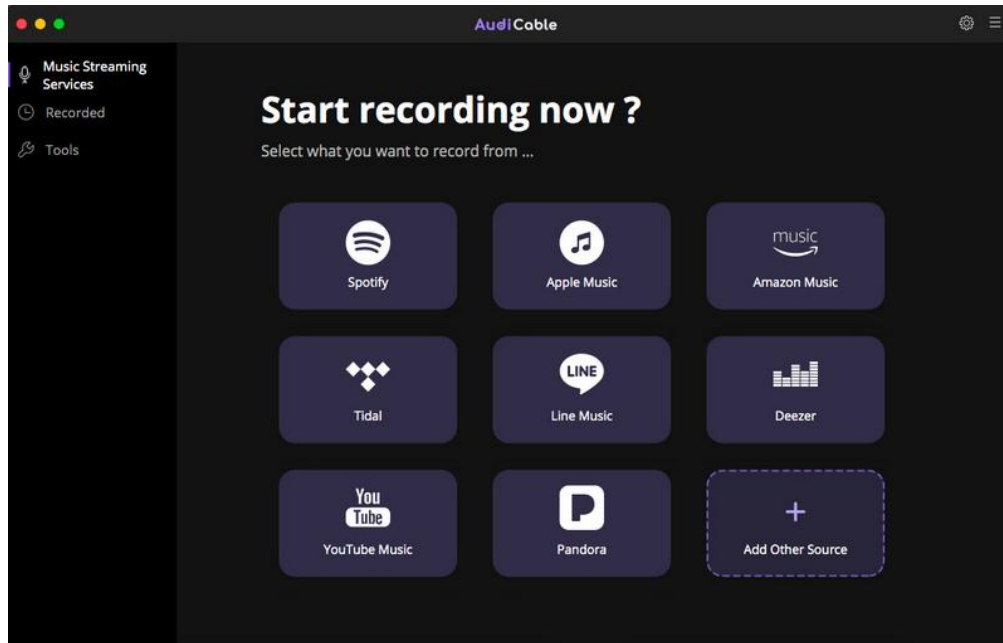 AudiCable
Music Streaming
Services
Recorded
Tools
Start recording now ?
Select what you want to record from ...
Spotify
Apple Music
music
Amazon Music
Tidal
LINE
Line Music
Deezer
You
Tube
YouTube Music
Pandora
Add Other Source